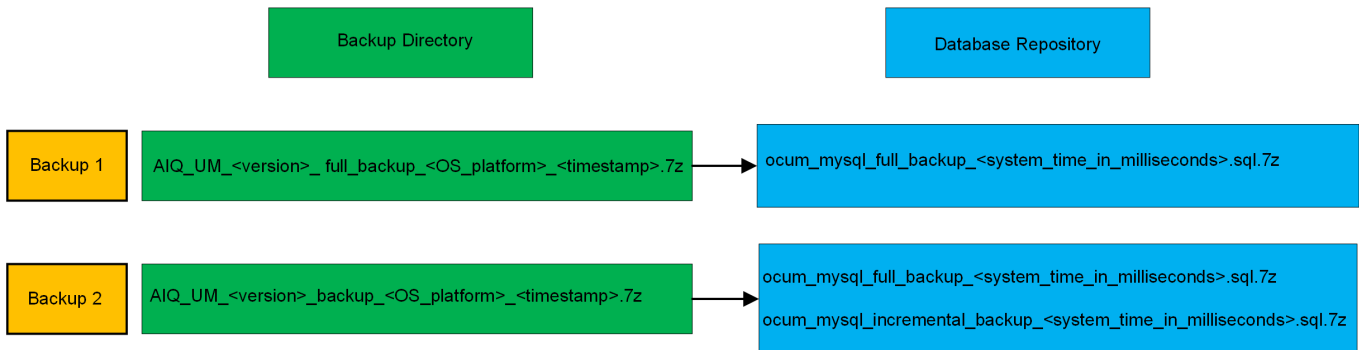 Backup Directory
Database Repository
Backup 1
AIQ_UM_<version>_ full_backup_<OS_platform>_<timestamp>.7z
ocum_mysql_full_backup_<system_time_in_milliseconds>.sql.7z
Backup 2
AIQ_UM_<version>_backup_<OS_platform>_<timestamp>.7z
ocum_mysql_full_backup_<system_time_in_milliseconds>.sql.7z
ocum_mysql_incremental_backup_<system_time_in_milliseconds>.sql.7z